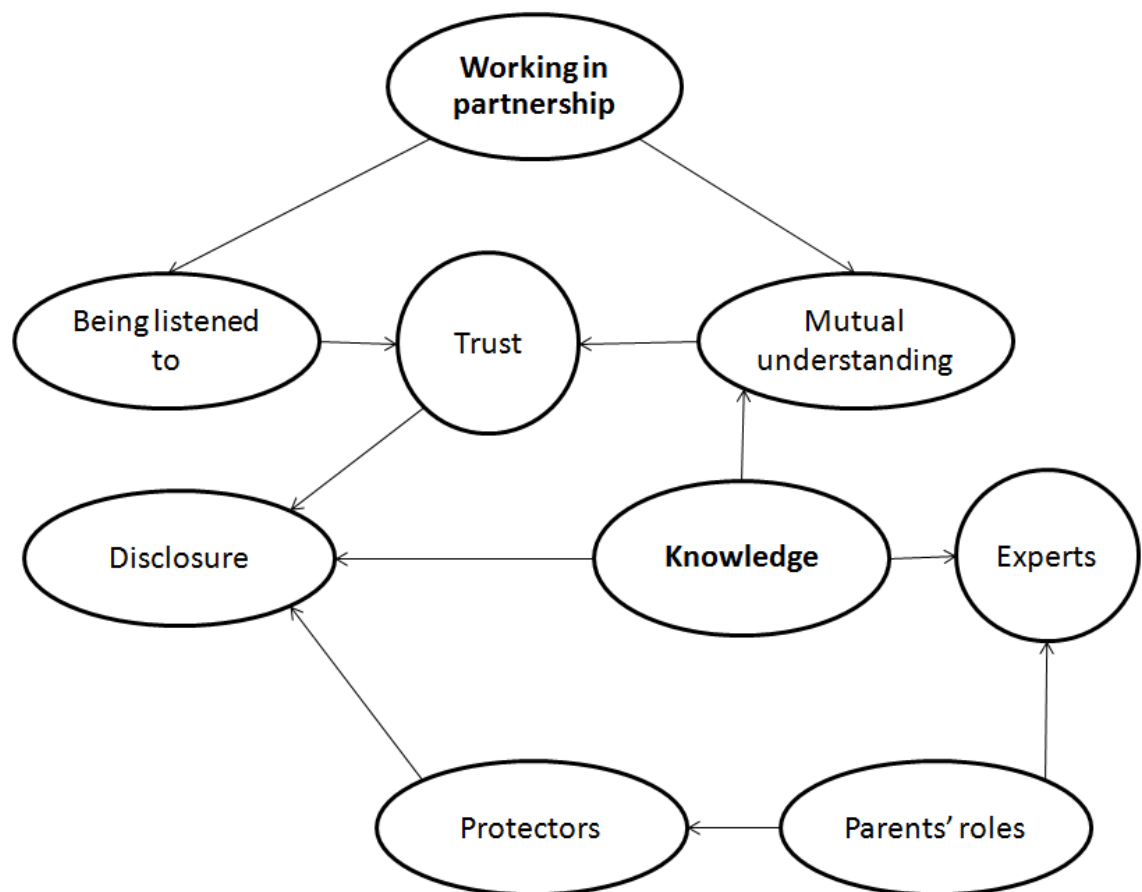 Working in
partnership
Being listened
to
Trust
Mutual
understanding
Disclosure
Knowledge
Experts
Protectors
Parents’ roles